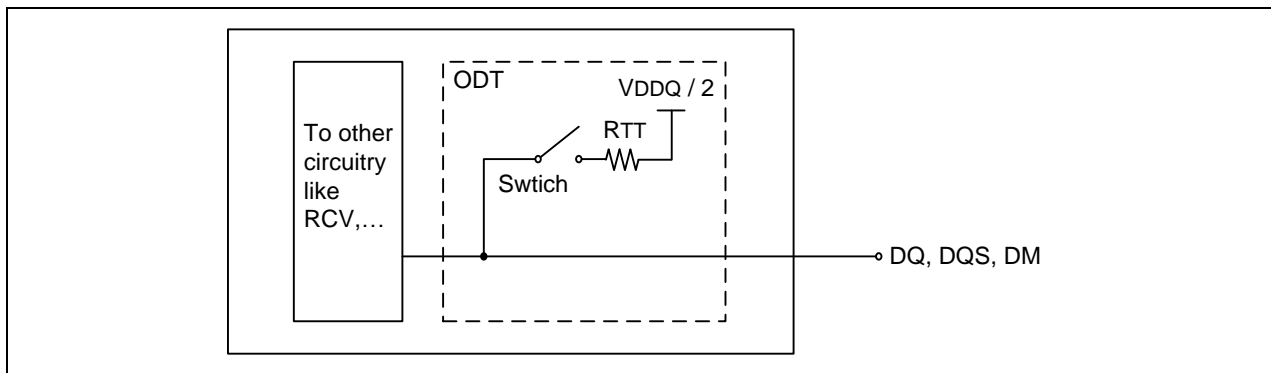 ODT
VDDQ / 2
RTT
Swtich
To other
circuitry
like
RCV,…
DQ, DQS, DM